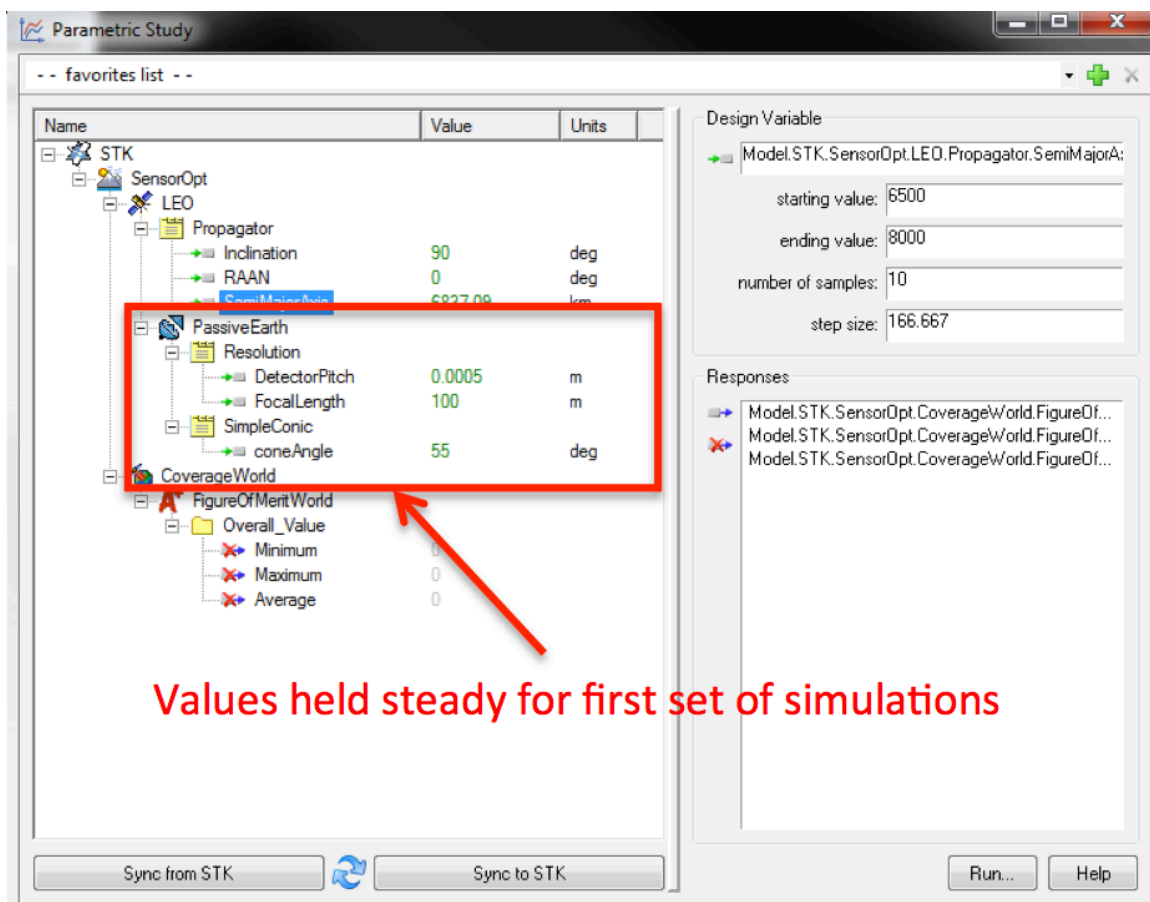 Parametric Study
-- favorites list --
Name Value Units
STK
SensorOpt
LEO
Propagator
Inclination 90 deg
RAAN 0 deg
SemiMajorAxis 6827.09 km
PassiveEarth
Resolution
DetectorPitch 0.0005 m
FocalLength 100 m
SimpleConic
coneAngle 55 deg
CoverageWorld
FigureOfMeritWorld
Overall_Value
Minimum 0
Maximum 0
Average 0
Values held steady for first set of simulations
Sync from STK Sync to STK
Design Variable
Model.STK.SensorOpt.LEO.Propagator.SemiMajorA
starting value: 6500
ending value: 8000
number of samples: 10
step size: 166.667
Responses
Model.STK.SensorOpt.CoverageWorld.FigureOf...
Model.STK.SensorOpt.CoverageWorld.FigureOf...
Model.STK.SensorOpt.CoverageWorld.FigureOf...
Run... Help